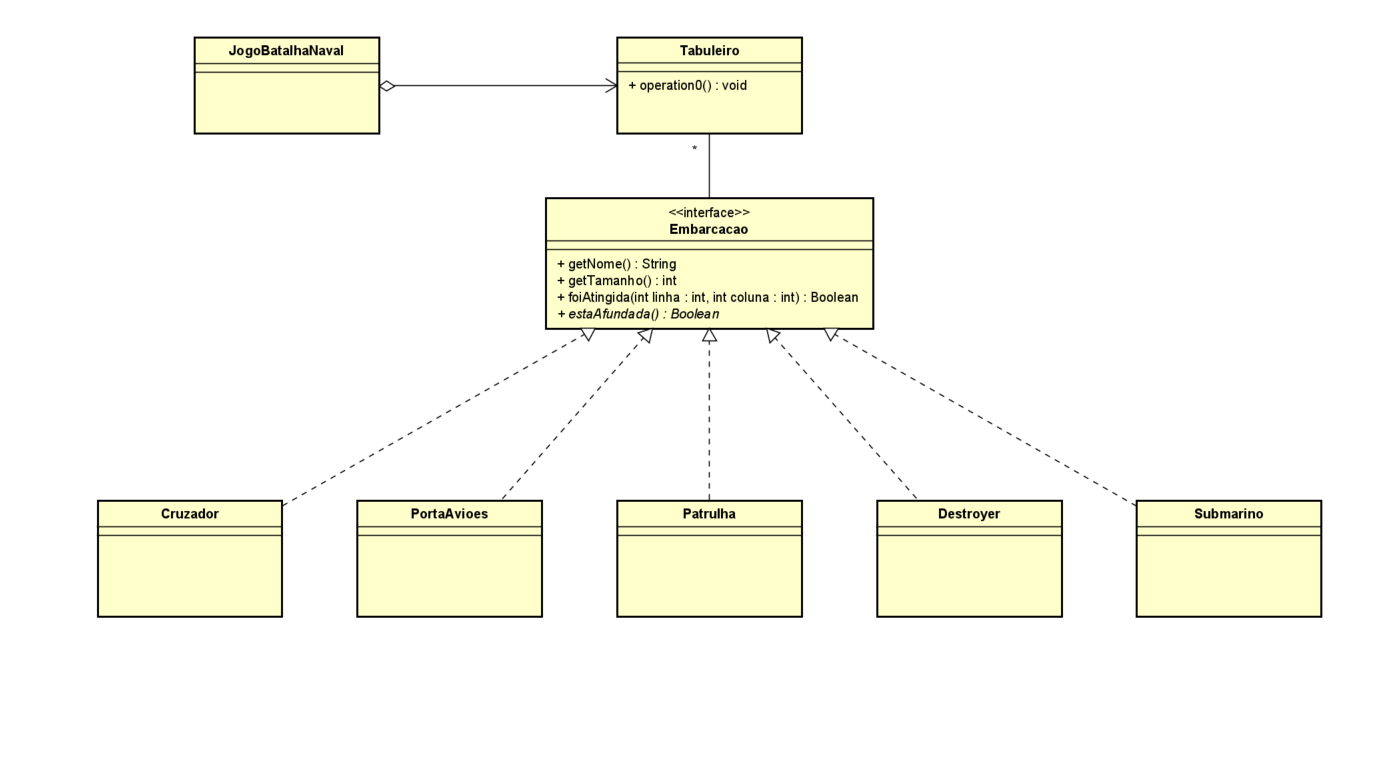 JogoBatalhaNaval
Tabuleiro
+ operation0() : void
*
<<interface>>
Embarcacao
+ getNome() : String
+ getTamanho() : int
+ foiAtingida(int linha : int, int coluna : int) : Boolean
+ estaAfundada() : Boolean
Cruzador
PortaAvioes
Patrulha
Destroyer
Submarino